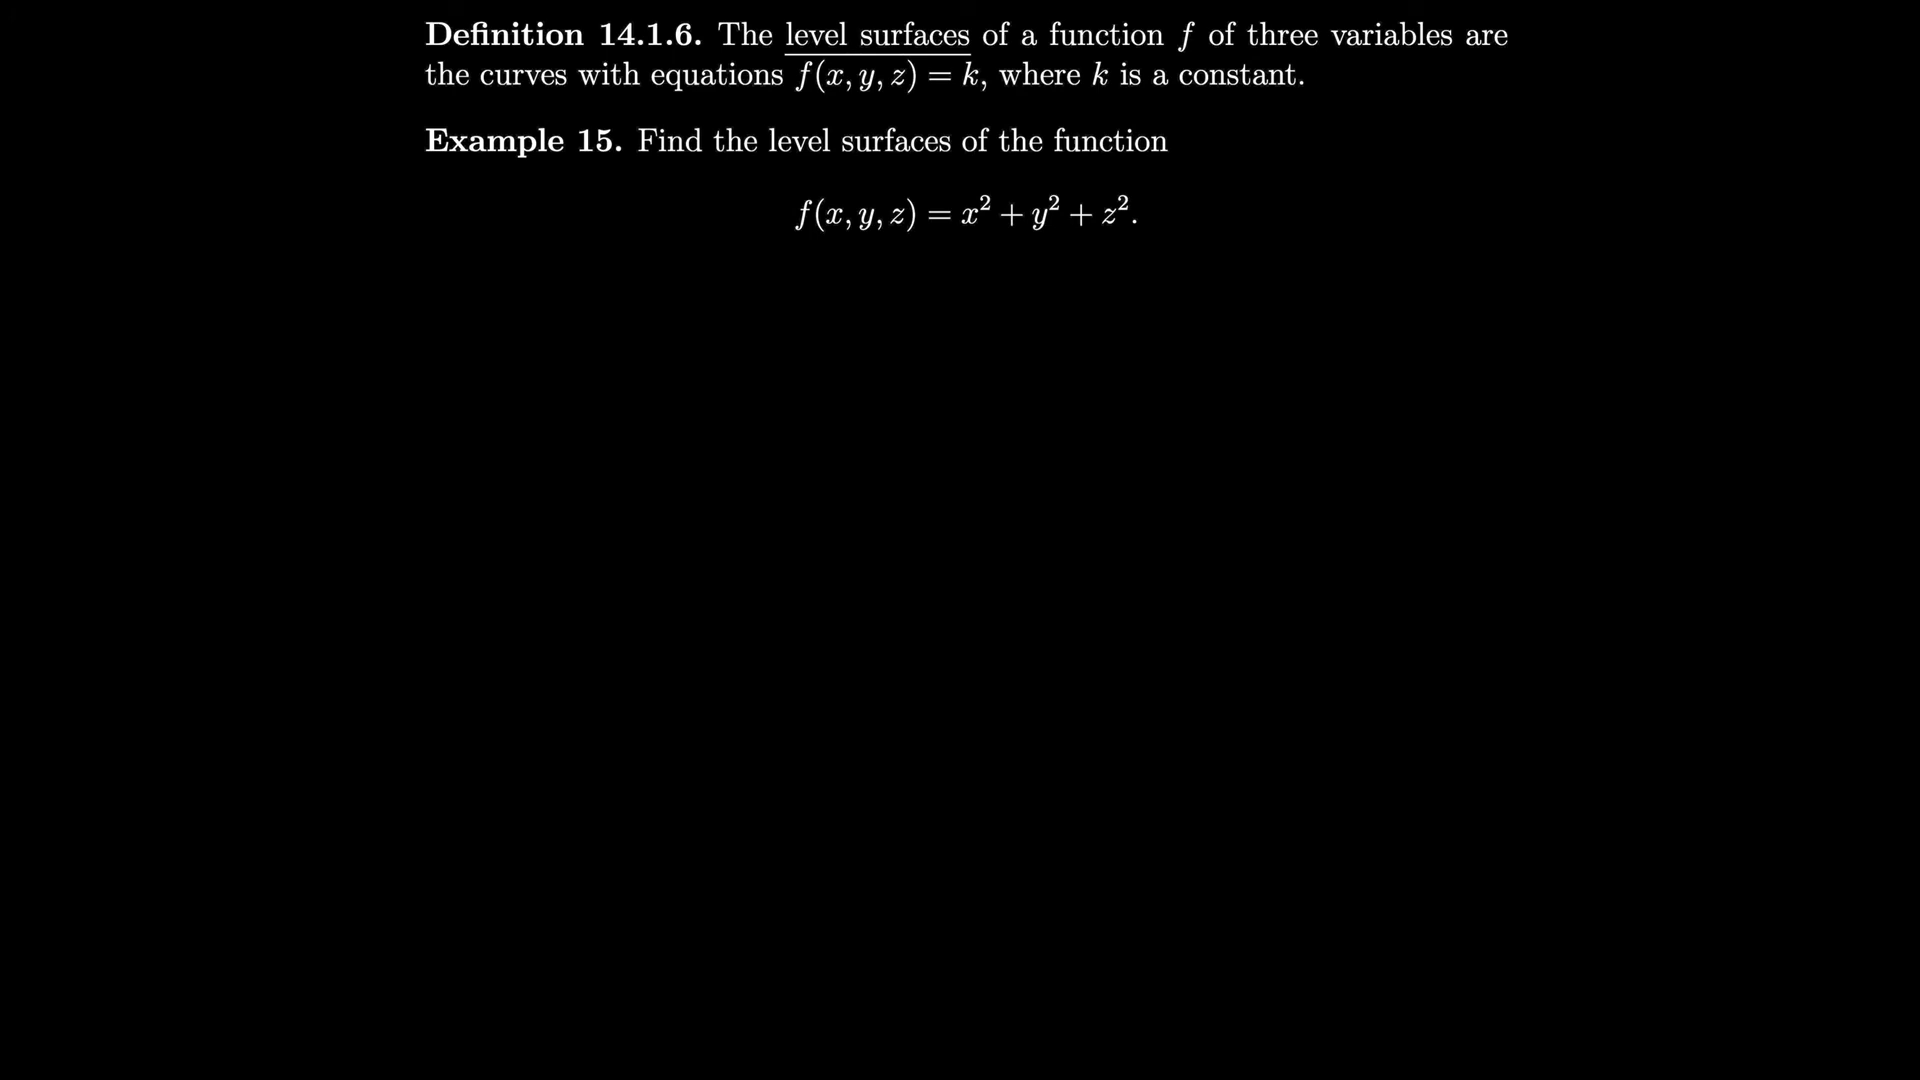 Definition 14.1.6. The level surfaces of a function f of three variables are
the curves with equations f(x, y, z) = k, where k is a constant.
Example 15. Find the level surfaces of the function
f(x, y, z) = x² + y² + z².